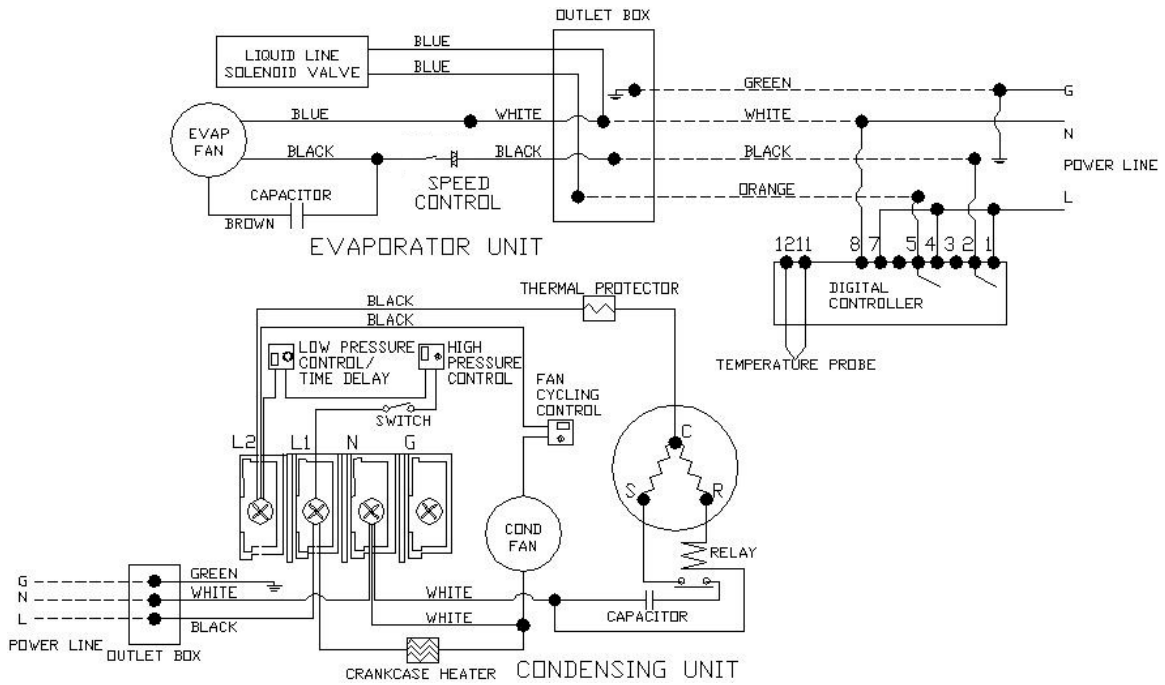 OUTLET BOX
BLUE
LIQUID LINE
SOLENOID VALVE
BLUE
GREEN
G
BLUE
WHITE
WHITE
N
EVAP
FAN
BLACK
BLACK
BLACK
POWER LINE
SPEED
CONTROL
CAPACITOR
ORANGE
L
BROWN
EVAPORATOR UNIT
12 11 8 7 5 4 3 2 1
DIGITAL
CONTROLLER
TEMPERATURE PROBE
THERMAL PROTECTOR
BLACK
BLACK
LOW PRESSURE
CONTROL/
TIME DELAY
HIGH
PRESSURE
CONTROL
FAN
CYCLING
CONTROL
SWITCH
L2 L1 N G
C
S R
COND
FAN
RELAY
G
GREEN
N
WHITE
WHITE
CAPACITOR
L
BLACK
WHITE
POWER LINE
OUTLET BOX
CRANKCASE HEATER
CONDENSING UNIT